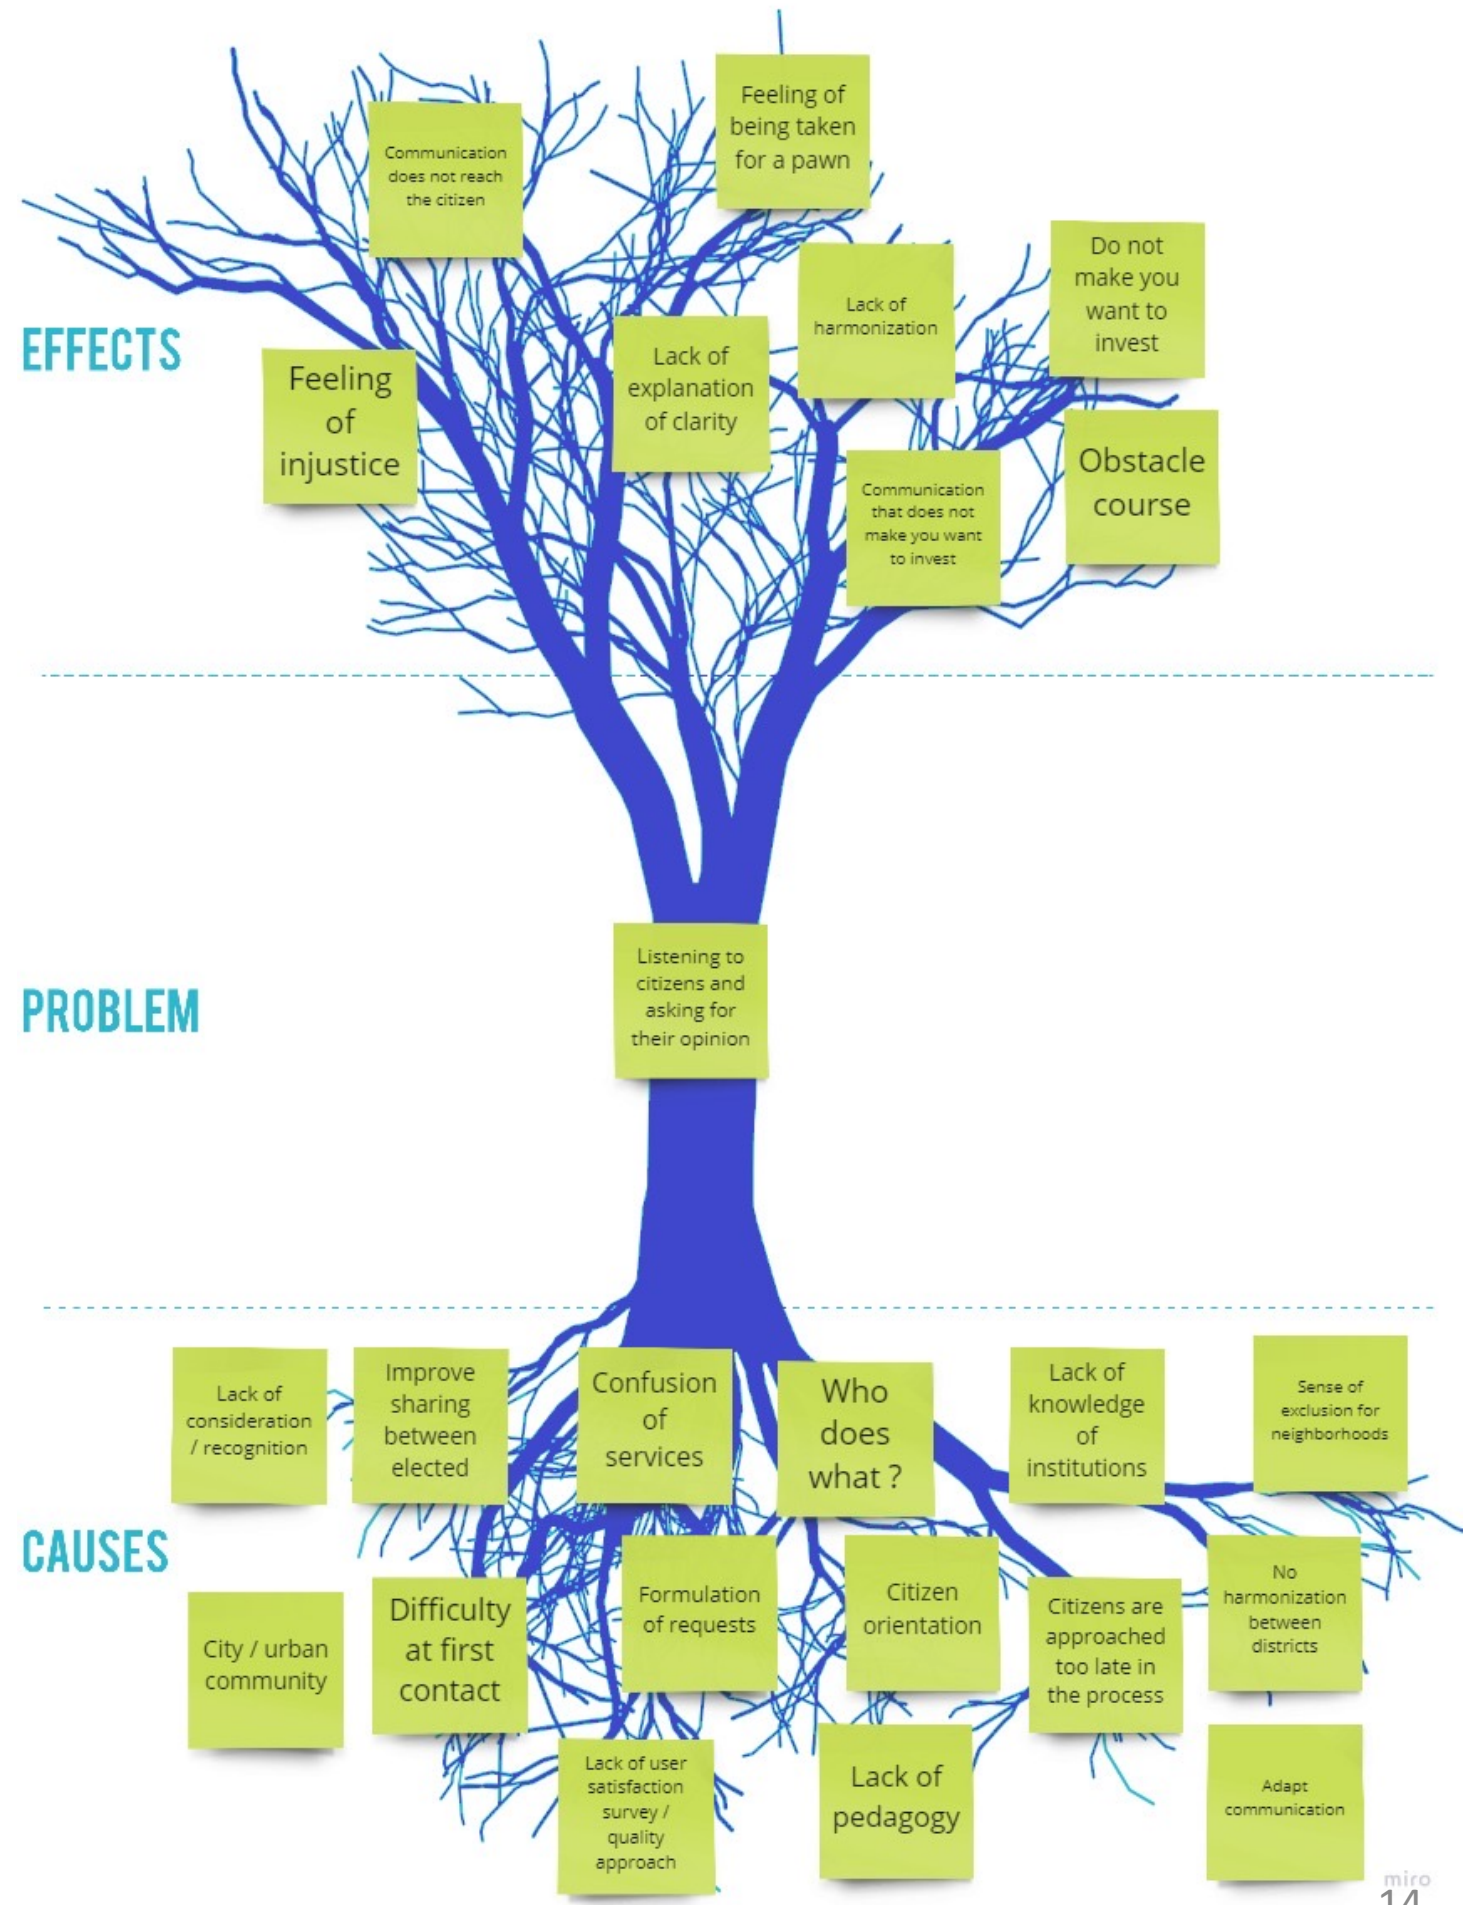 Feeling of
being taken
for a pawn
Communication
does not reach
the citizen
Do not
make you
want to
invest
Lack of
harmonization
EFFECTS
Lack of
explanation
of clarity
Feeling
of
injustice
Obstacle
course
Communication
that does not
make you want
to invest
PROBLEM
Listening to
citizens and
asking for
their opinion
Lack of
consideration
/ recognition
Improve
sharing
between
elected
Confusion
of
services
Who
does
what ?
Lack of
knowledge
of
institutions
Sense of
exclusion for
neighborhoods
CAUSES
City / urban
community
Difficulty
at first
contact
Formulation
of requests
Citizen
orientation
Citizens are
approached
too late in
the process
No
harmonization
between
districts
Lack of user
satisfaction
survey /
quality
approach
Lack of
pedagogy
Adapt
communication
miro
14